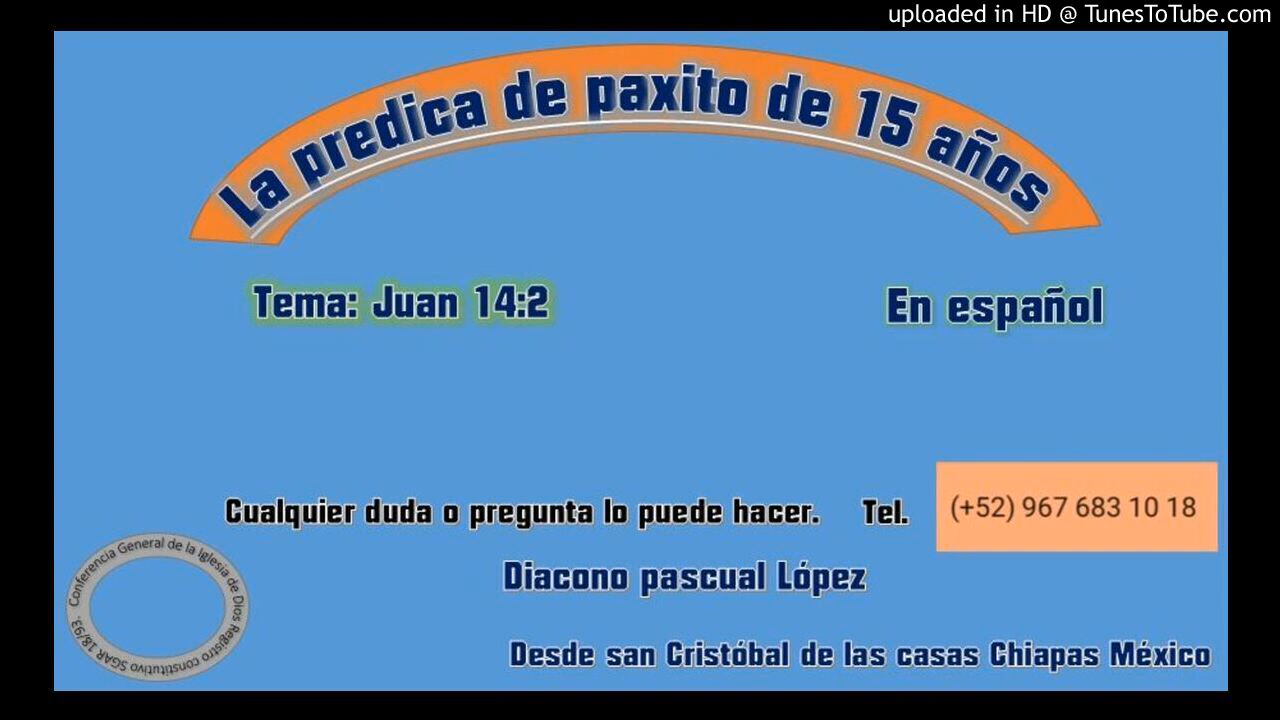 uploaded in HD @ TunesToTube.com
La predica de paxito de 15 años
Tema: Juan 14:2
En español
Cualquier duda o pregunta lo puede hacer. Tel. (+52) 967 683 10 18
Diacono pascual López
Conferencia General de la Iglesia de Dios Registro constitutivo SGAR 18/93.
Desde san Cristóbal de las casas Chiapas México